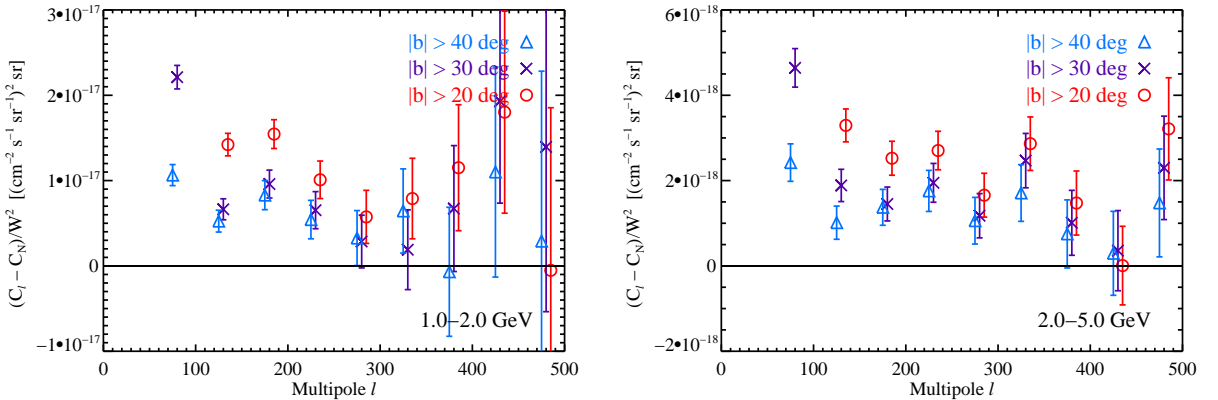 3•10⁻¹⁷
2•10⁻¹⁷
1•10⁻¹⁷
0
−1•10⁻¹⁷
(C_l − C_N)/W² [(cm⁻² s⁻¹ sr⁻¹)² sr]
|b| > 40 deg
|b| > 30 deg
|b| > 20 deg
1.0–2.0 GeV
0 100 200 300 400 500
Multipole l
6•10⁻¹⁸
4•10⁻¹⁸
2•10⁻¹⁸
0
−2•10⁻¹⁸
(C_l − C_N)/W² [(cm⁻² s⁻¹ sr⁻¹)² sr]
|b| > 40 deg
|b| > 30 deg
|b| > 20 deg
2.0–5.0 GeV
0 100 200 300 400 500
Multipole l